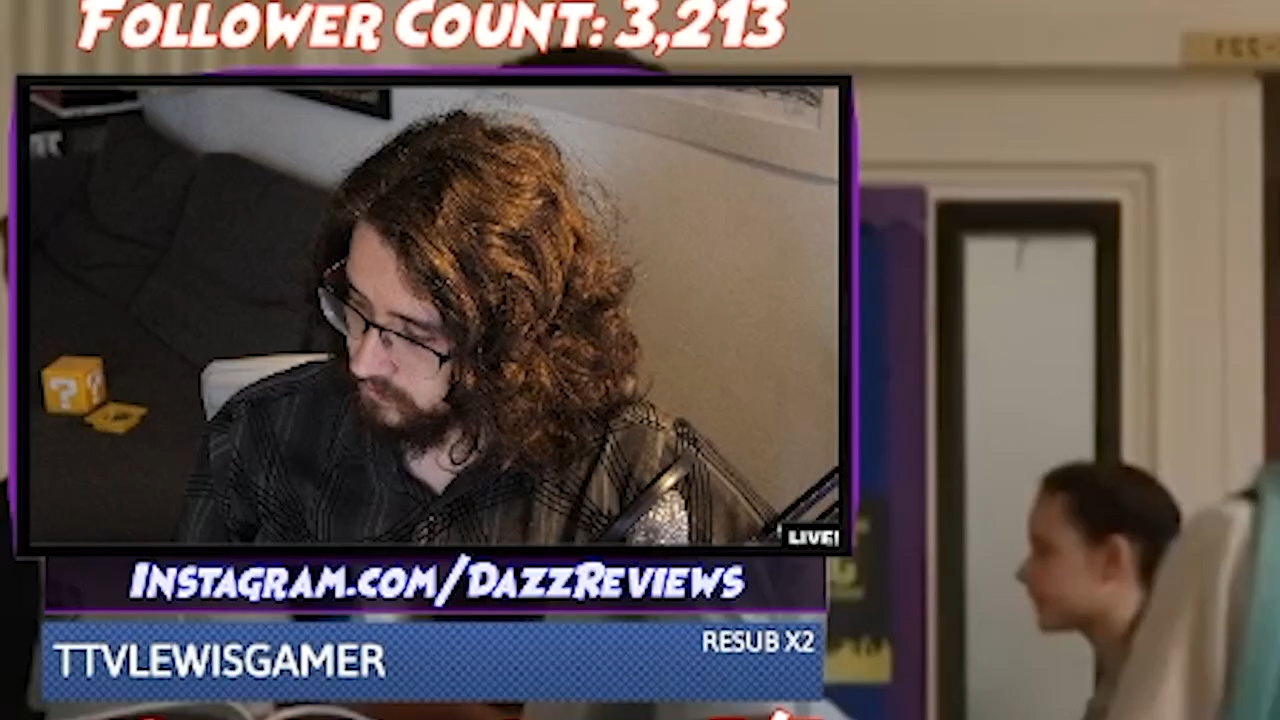 FOLLOWER COUNT: 3,213
LIVE!
INSTAGRAM.COM/DAZZREVIEWS
TTVLEWISGAMER
RESUB X2